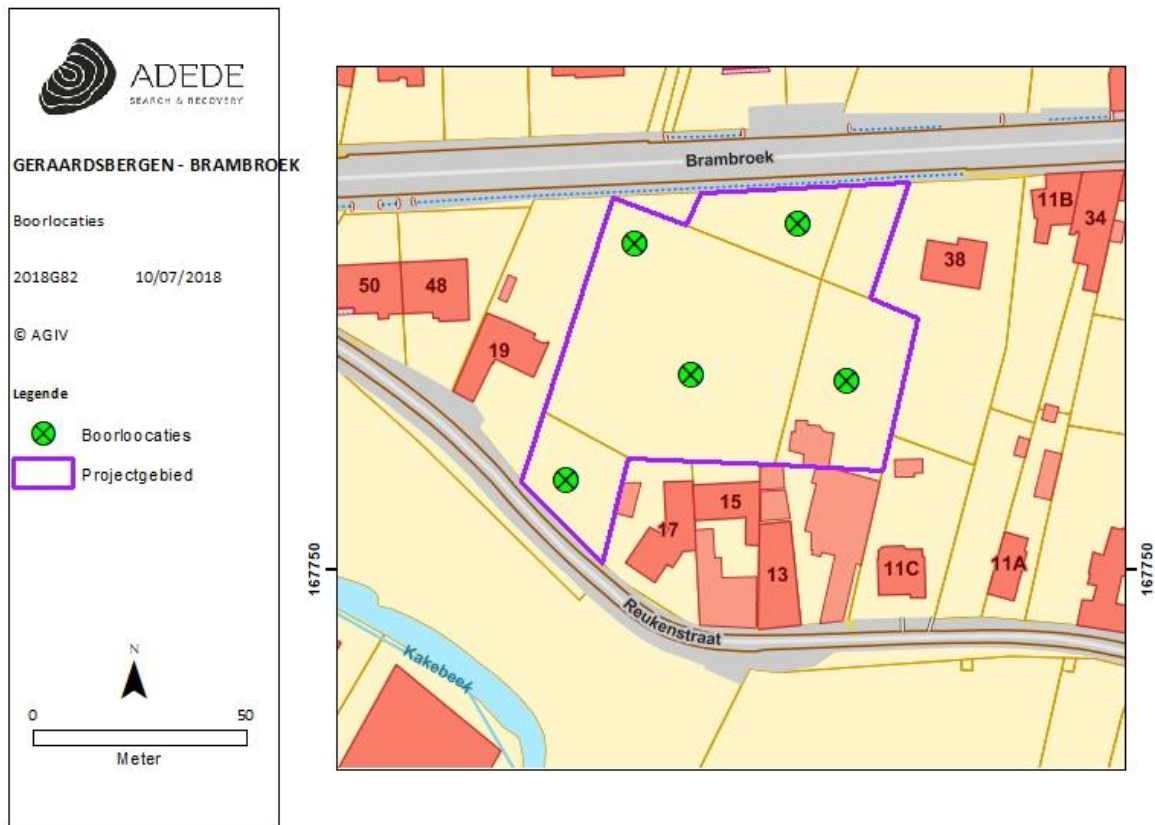 ADEDE
SEARCH & RECOVERY
GERAARDSBERGEN - BRAMBROEK
Boorlocaties
2018G82 10/07/2018
© AGIV
Legende
Boorloocaties
Projectgebied
N
0 50
Meter
Brambroek
11B
34
38
50
48
19
17
15
13
11C
11A
Reukenstraat
Kakebeek
167750
167750